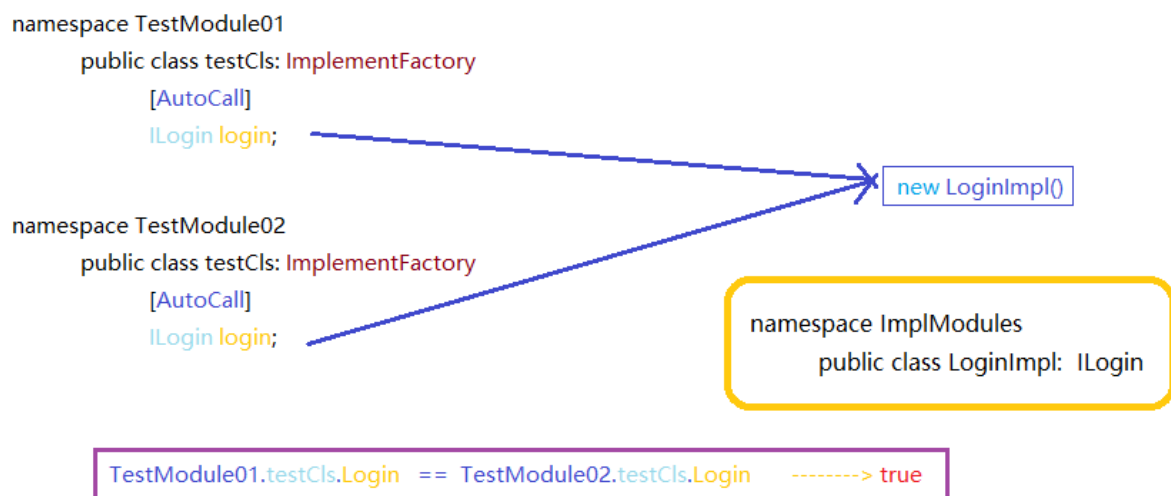 namespace TestModule01
public class testCls: ImplementFactory
[AutoCall]
ILogin login;
new LoginImpl()
namespace TestModule02
public class testCls: ImplementFactory
[AutoCall]
ILogin login;
namespace ImplModules
public class LoginImpl: ILogin
TestModule01.testCls.Login == TestModule02.testCls.Login --------> true